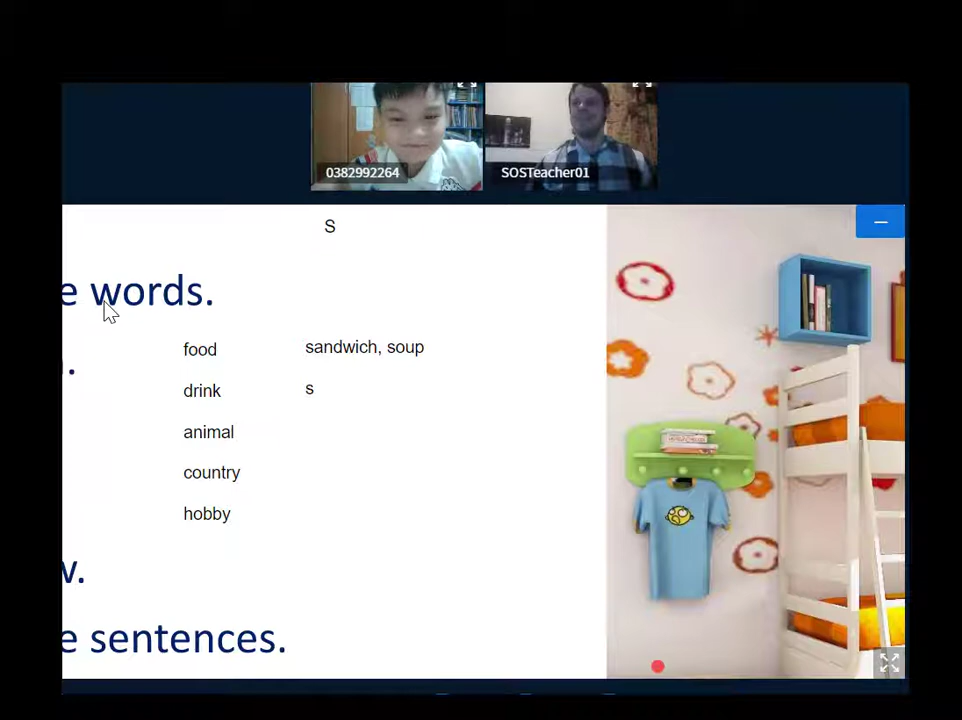 0382992264
SOSTeacher01
S
e words.
food
sandwich, soup
.
drink
s
animal
country
hobby
v.
e sentences.